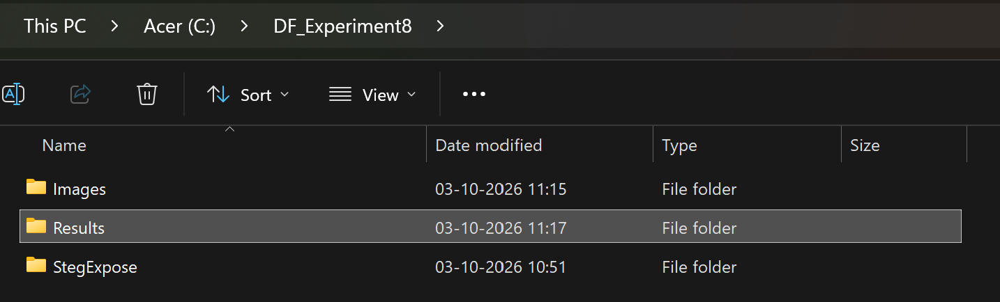 This PC > Acer (C:) > DF_Experiment8 >
A Sort View •••
Name Date modified Type Size
Images 03-10-2026 11:15 File folder
Results 03-10-2026 11:17 File folder
StegExpose 03-10-2026 10:51 File folder